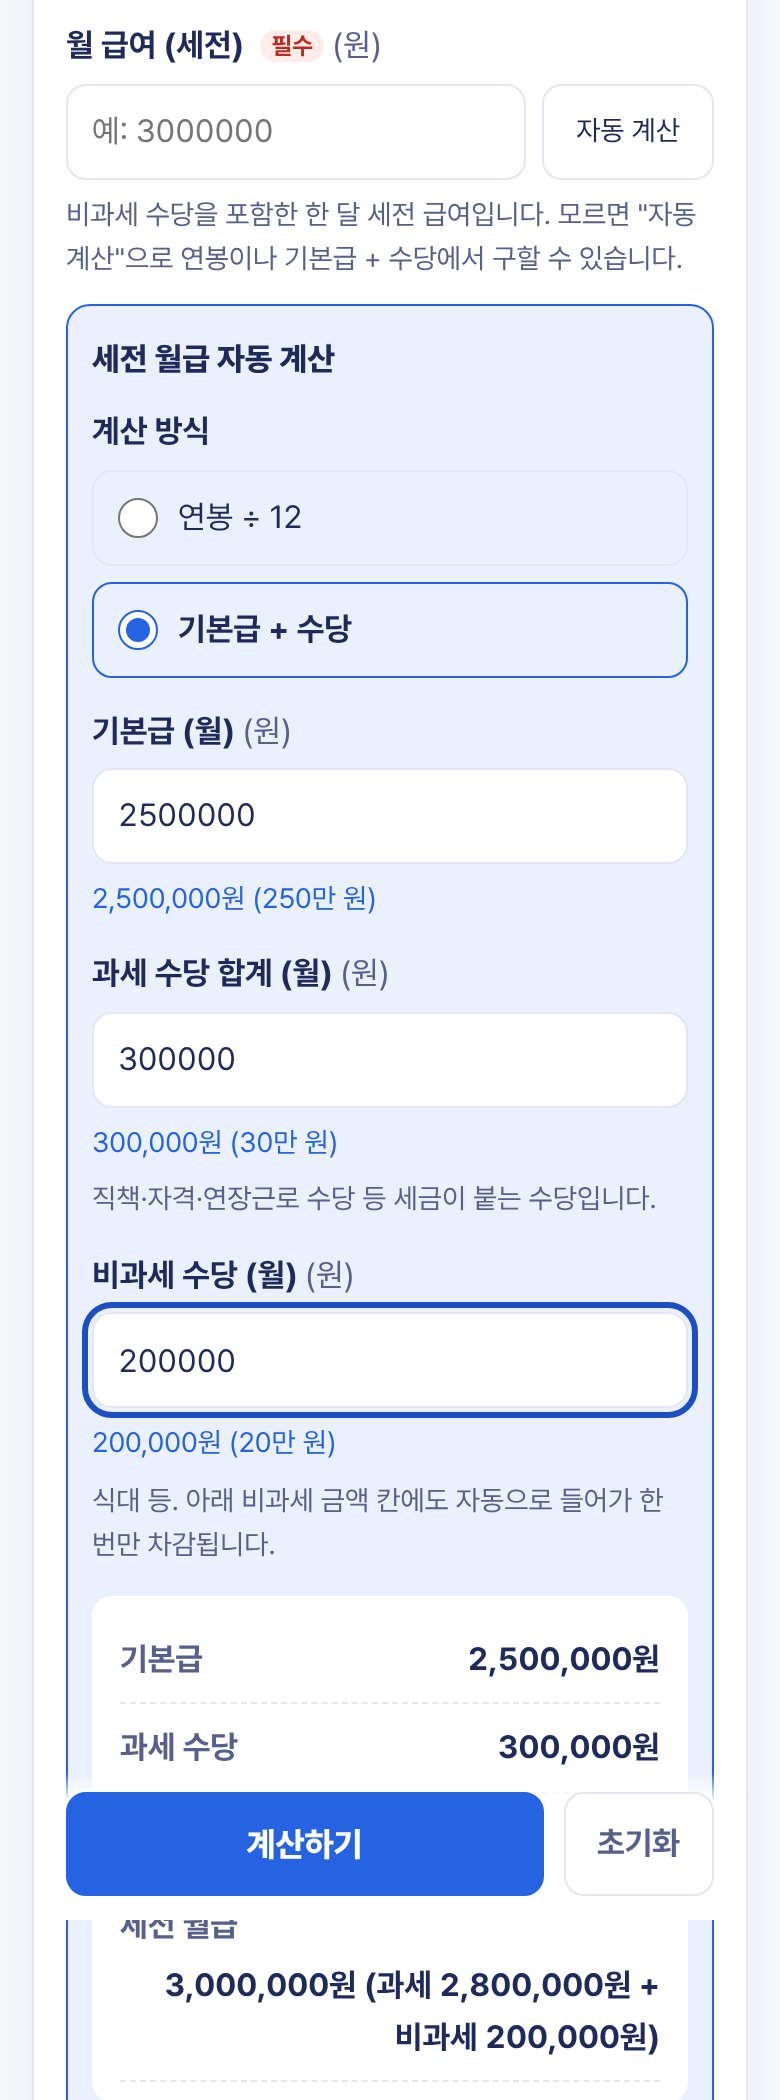 월 급여 (세전) 필수 (원)
예: 3000000
자동 계산
비과세 수당을 포함한 한 달 세전 급여입니다. 모르면 "자동
계산"으로 연봉이나 기본급 + 수당에서 구할 수 있습니다.
세전 월급 자동 계산
계산 방식
연봉 ÷ 12
기본급 + 수당
기본급 (월) (원)
2500000
2,500,000원 (250만 원)
과세 수당 합계 (월) (원)
300000
300,000원 (30만 원)
직책·자격·연장근로 수당 등 세금이 붙는 수당입니다.
비과세 수당 (월) (원)
200000
200,000원 (20만 원)
식대 등. 아래 비과세 금액 칸에도 자동으로 들어가 한
번만 차감됩니다.
기본급 2,500,000원
과세 수당 300,000원
계산하기
초기화
세전 월급
3,000,000원 (과세 2,800,000원 +
비과세 200,000원)